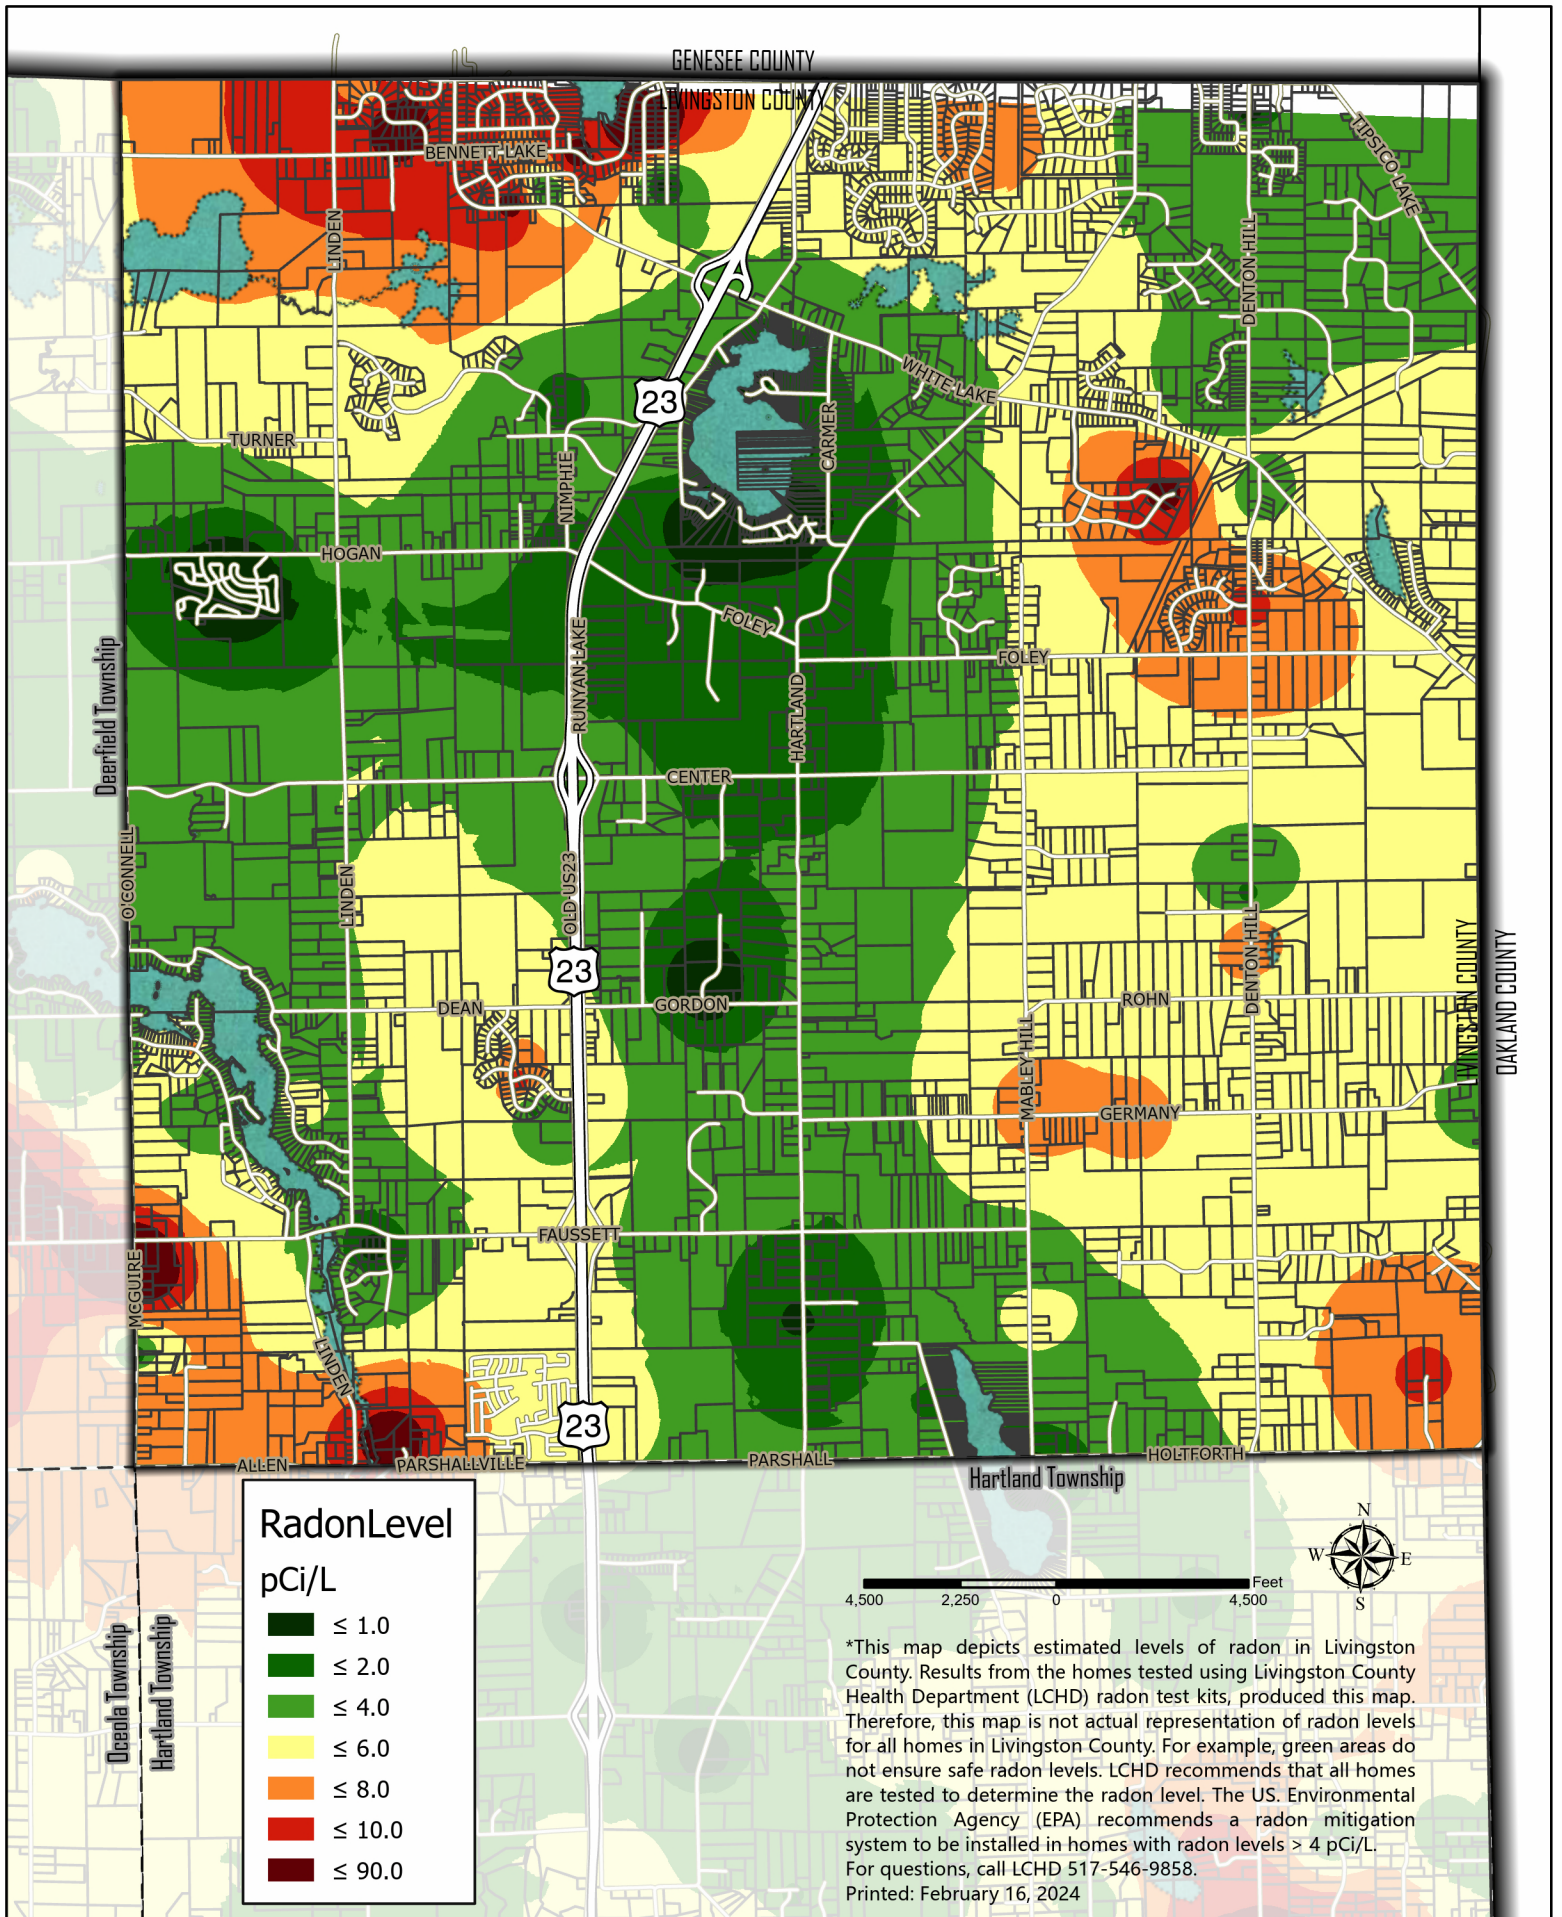 GENESEE COUNTY
LIVINGSTON COUNTY
BENNETT LAKE
TIPSICO LAKE
LINDEN
DENTON HILL
WHITE LAKE
23
CARMER
TURNER
NIMPHIE
HOGAN
FOLEY
RUNYAN LAKE
FOLEY
HARTLAND
Deerfield Township
CENTER
O'CONNELL
LINDEN
OLD US23
23
DENTON HILL
LIVINGSTON COUNTY
OAKLAND COUNTY
DEAN
GORDON
ROHN
MABLEY HILL
GERMANY
FAUSSETT
MCGUIRE
LINDEN
23
ALLEN
PARSHALLVILLE
PARSHALL
HOLTFORTH
Hartland Township
RadonLevel
pCi/L
≤ 1.0
≤ 2.0
≤ 4.0
≤ 6.0
≤ 8.0
≤ 10.0
≤ 90.0
Oceola Township
Hartland Township
N
W
E
S
Feet
4,500
2,250
0
4,500
*This map depicts estimated levels of radon in Livingston
County. Results from the homes tested using Livingston County
Health Department (LCHD) radon test kits, produced this map.
Therefore, this map is not actual representation of radon levels
for all homes in Livingston County. For example, green areas do
not ensure safe radon levels. LCHD recommends that all homes
are tested to determine the radon level. The US. Environmental
Protection Agency (EPA) recommends a radon mitigation
system to be installed in homes with radon levels > 4 pCi/L.
For questions, call LCHD 517-546-9858.
Printed: February 16, 2024